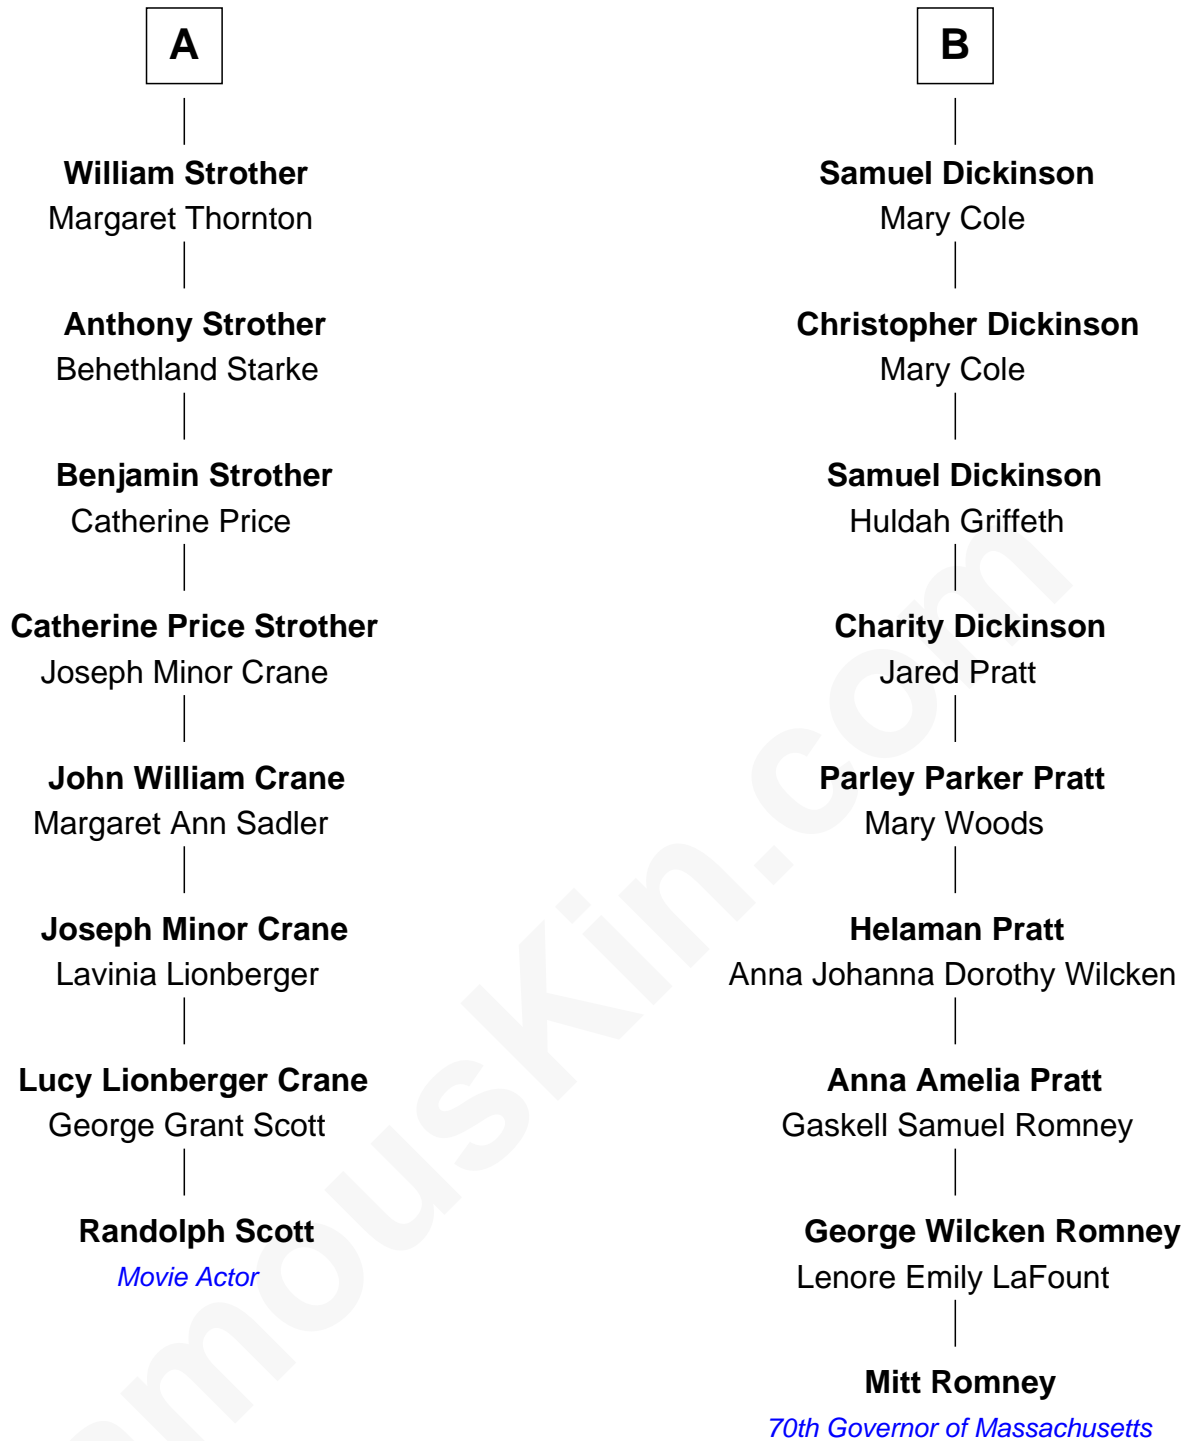 A
William Strother
Margaret Thornton
Anthony Strother
Behethland Starke
Benjamin Strother
Catherine Price
Catherine Price Strother
Joseph Minor Crane
John William Crane
Margaret Ann Sadler
Joseph Minor Crane
Lavinia Lionberger
Lucy Lionberger Crane
George Grant Scott
Randolph Scott
Movie Actor
B
Samuel Dickinson
Mary Cole
Christopher Dickinson
Mary Cole
Samuel Dickinson
Huldah Griffeth
Charity Dickinson
Jared Pratt
Parley Parker Pratt
Mary Woods
Helaman Pratt
Anna Johanna Dorothy Wilcken
Anna Amelia Pratt
Gaskell Samuel Romney
George Wilcken Romney
Lenore Emily LaFount
Mitt Romney
70th Governor of Massachusetts
amouskin.com